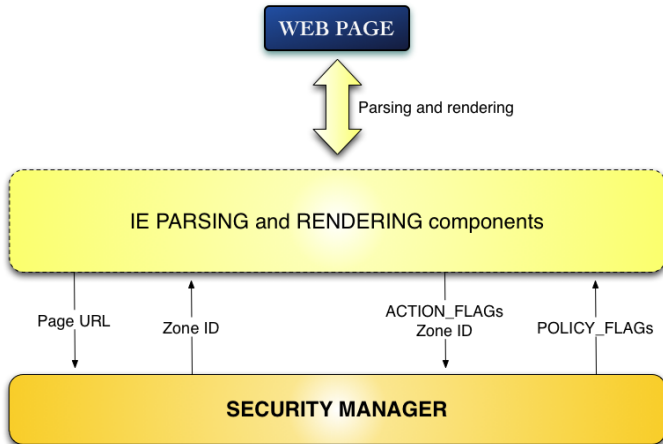 WEB PAGE
Parsing and rendering
IE PARSING and RENDERING components
Page URL
Zone ID
ACTION_FLAGs
Zone ID
POLICY_FLAGs
SECURITY MANAGER